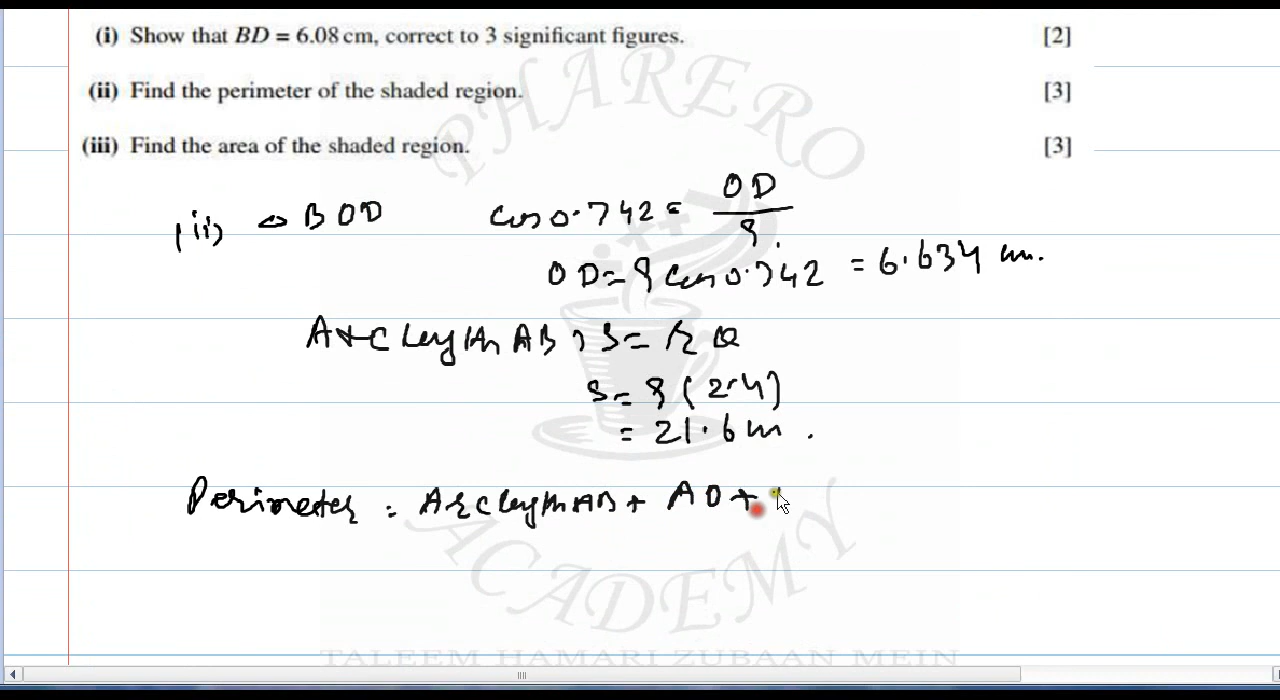 (i) Show that BD = 6.08 cm, correct to 3 significant figures. [2]
(ii) Find the perimeter of the shaded region. [3]
(iii) Find the area of the shaded region. [3]
(ii) △ BOD cos 0.742 = OD/9.
OD = 9 cos 0.742 = 6.634 cm.
Arc length AB, S = r θ
S = 9 (2.4)
= 21.6 cm.
Perimeter = Arc length AB + AO +
PHARERO
ACADEMY
TALEEM HAMARI ZUBAAN MEIN